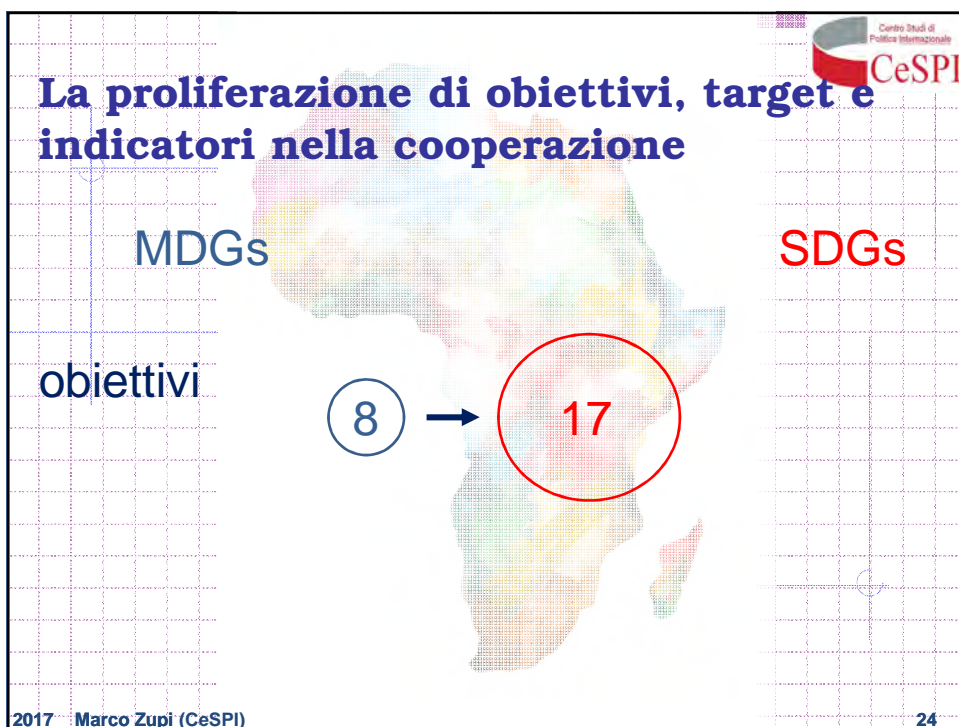 Centro Studi di
Politica Internazionale
CeSPI
La proliferazione di obiettivi, target e
indicatori nella cooperazione
MDGs
SDGs
obiettivi
8
17
2017 Marco Zupi (CeSPI)
24